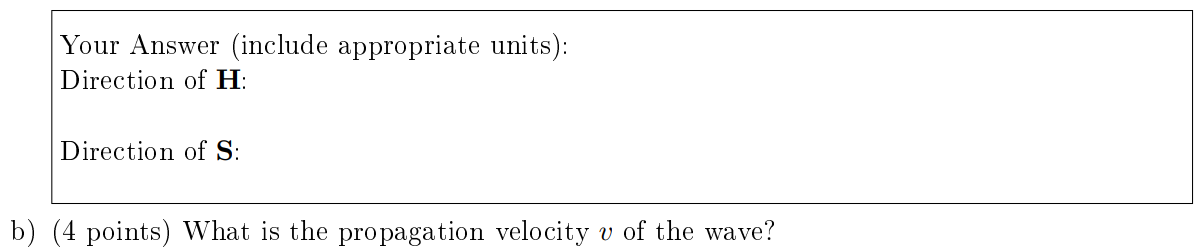 Your Answer (include appropriate units):
Direction of H:
Direction of S:
b) (4 points) What is the propagation velocity v of the wave?